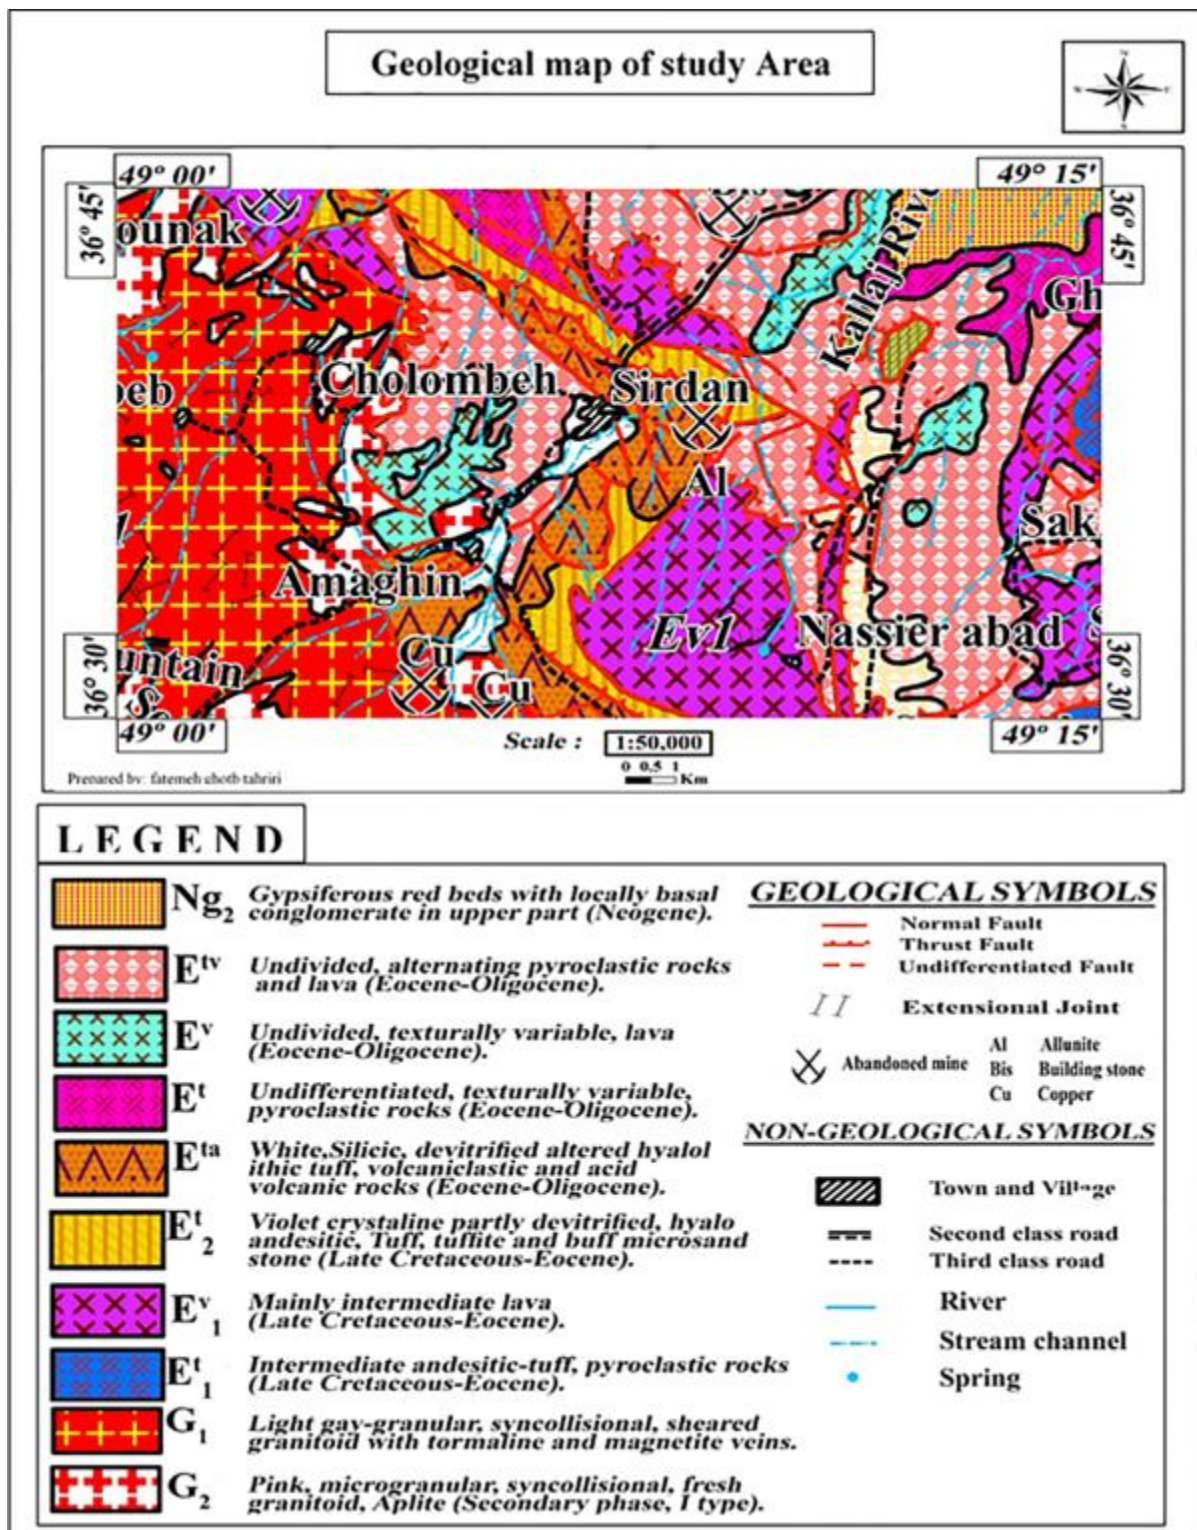 Geological map of study Area
49° 00'
49° 15'
36° 45'
36° 45'
ounak
Bis
Kallaj Rive
Gh
Cholombeh
Sirdan
oeb
Al
Sak
Amaghin
Ev1
Nassier abad
Cu
Cu
untain
36° 30'
36° 30'
49° 00'
49° 15'
Scale : 1:50,000
0 0.5 1
Km
Prepared by: fatemeh ghotb tahriri
LEGEND
Ng2 Gypsiferous red beds with locally basal
conglomerate in upper part (Neogene).
Etv Undivided, alternating pyroclastic rocks
and lava (Eocene-Oligocene).
Ev Undivided, texturally variable, lava
(Eocene-Oligocene).
Et Undifferentiated, texturally variable,
pyroclastic rocks (Eocene-Oligocene).
Eta White,Silicic, devitrified altered hyalol
ithic tuff, volcaniclastic and acid
volcanic rocks (Eocene-Oligocene).
Et2 Violet crystaline partly devitrified, hyalo
andesitic, Tuff, tuffite and buff microsand
stone (Late Cretaceous-Eocene).
Ev1 Mainly intermediate lava
(Late Cretaceous-Eocene).
Et1 Intermediate andesitic-tuff, pyroclastic rocks
(Late Cretaceous-Eocene).
G1 Light gay-granular, syncollisional, sheared
granitoid with tormaline and magnetite veins.
G2 Pink, microgranular, syncollisional, fresh
granitoid, Aplite (Secondary phase, I type).
GEOLOGICAL SYMBOLS
Normal Fault
Thrust Fault
Undifferentiated Fault
Extensional Joint
Abandoned mine
Al Allunite
Bis Building stone
Cu Copper
NON-GEOLOGICAL SYMBOLS
Town and Village
Second class road
Third class road
River
Stream channel
Spring